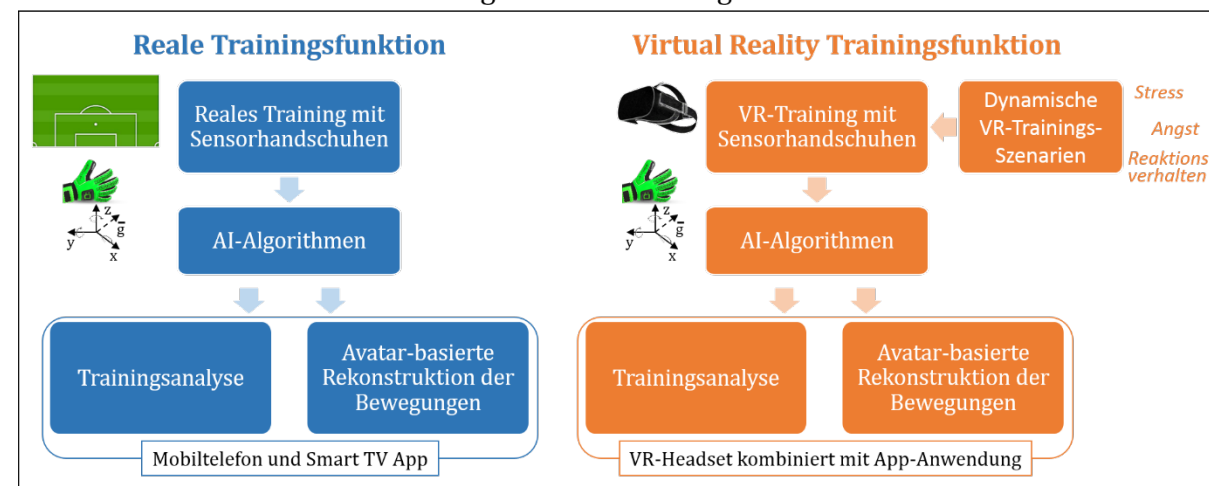 Reale Trainingsfunktion
Reales Training mit
Sensorhandschuhen
z
g
y
x
AI-Algorithmen
Trainingsanalyse
Avatar-basierte
Rekonstruktion der
Bewegungen
Mobiltelefon und Smart TV App
Virtual Reality Trainingsfunktion
VR-Training mit
Sensorhandschuhen
Dynamische
VR-Trainings-
Szenarien
Stress
Angst
Reaktions
verhalten
z
g
y
x
AI-Algorithmen
Trainingsanalyse
Avatar-basierte
Rekonstruktion der
Bewegungen
VR-Headset kombiniert mit App-Anwendung